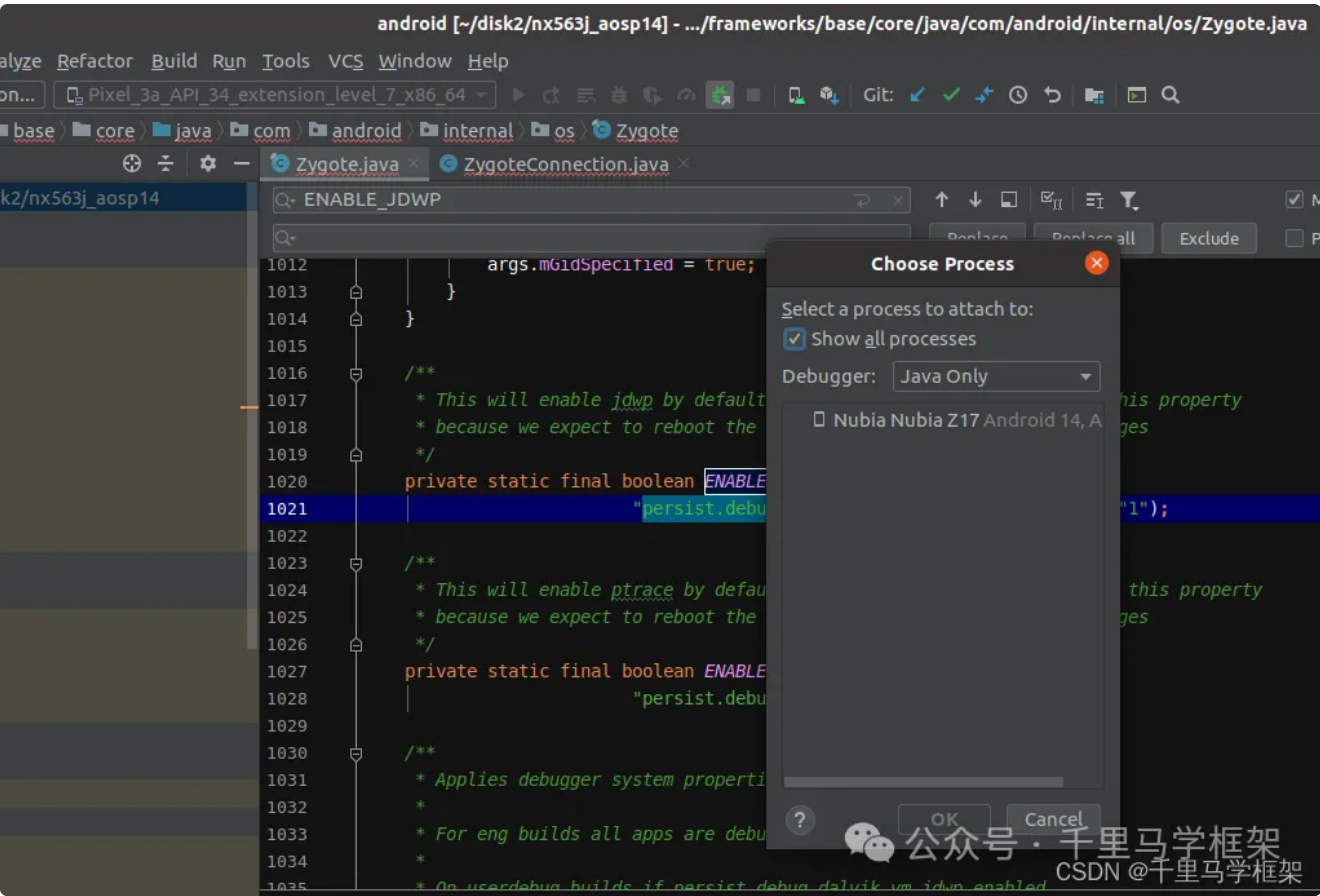 android [~/disk2/nx563j_aosp14] - .../frameworks/base/core/java/com/android/internal/os/Zygote.java
alyze Refactor Build Run Tools VCS Window Help
on... Pixel_3a_API_34_extension_level_7_x86_64 Git:
base core java com android internal os Zygote
Zygote.java ZygoteConnection.java
k2/nx563j_aosp14
ENABLE_JDWP
Replace Replace all Exclude
1012 args.mGidSpecified = true;
1013 }
1014 }
1015
1016 /**
1017 * This will enable jdwp by default his property
1018 * because we expect to reboot the ges
1019 */
1020 private static final boolean ENABLE
1021 "persist.debu "1");
1022
1023 /**
1024 * This will enable ptrace by defau this property
1025 * because we expect to reboot the ges
1026 */
1027 private static final boolean ENABLE
1028 "persist.debu
1029
1030 /**
1031 * Applies debugger system properti
1032 *
1033 * For eng builds all apps are debu
1034 *
1035 * On userdebug builds if persist.debug.dalvik.vm.jdwp.enabled
Choose Process
Select a process to attach to:
Show all processes
Debugger: Java Only
Nubia Nubia Z17 Android 14, A
? OK Cancel
公众号 · 千里马学框架
CSDN @千里马学框架